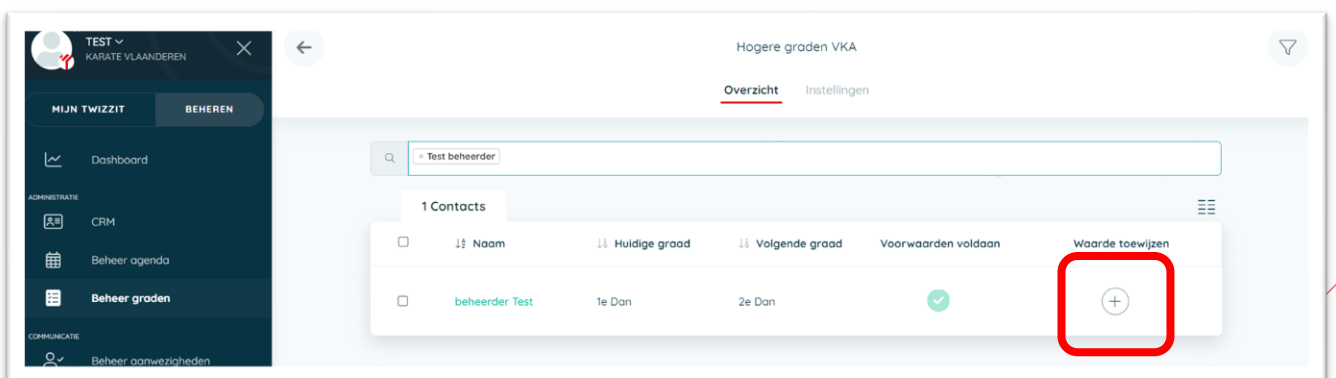 TEST
KARATE VLAANDEREN
MIJN TWIZZIT BEHEREN
Dashboard
ADMINISTRATIE
CRM
Beheer agenda
Beheer graden
COMMUNICATIE
Beheer aanwezigheden
Hogere graden VKA
Overzicht Instellingen
× Test beheerder
1 Contacts
Naam Huidige graad Volgende graad Voorwaarden voldaan Waarde toewijzen
beheerder Test 1e Dan 2e Dan